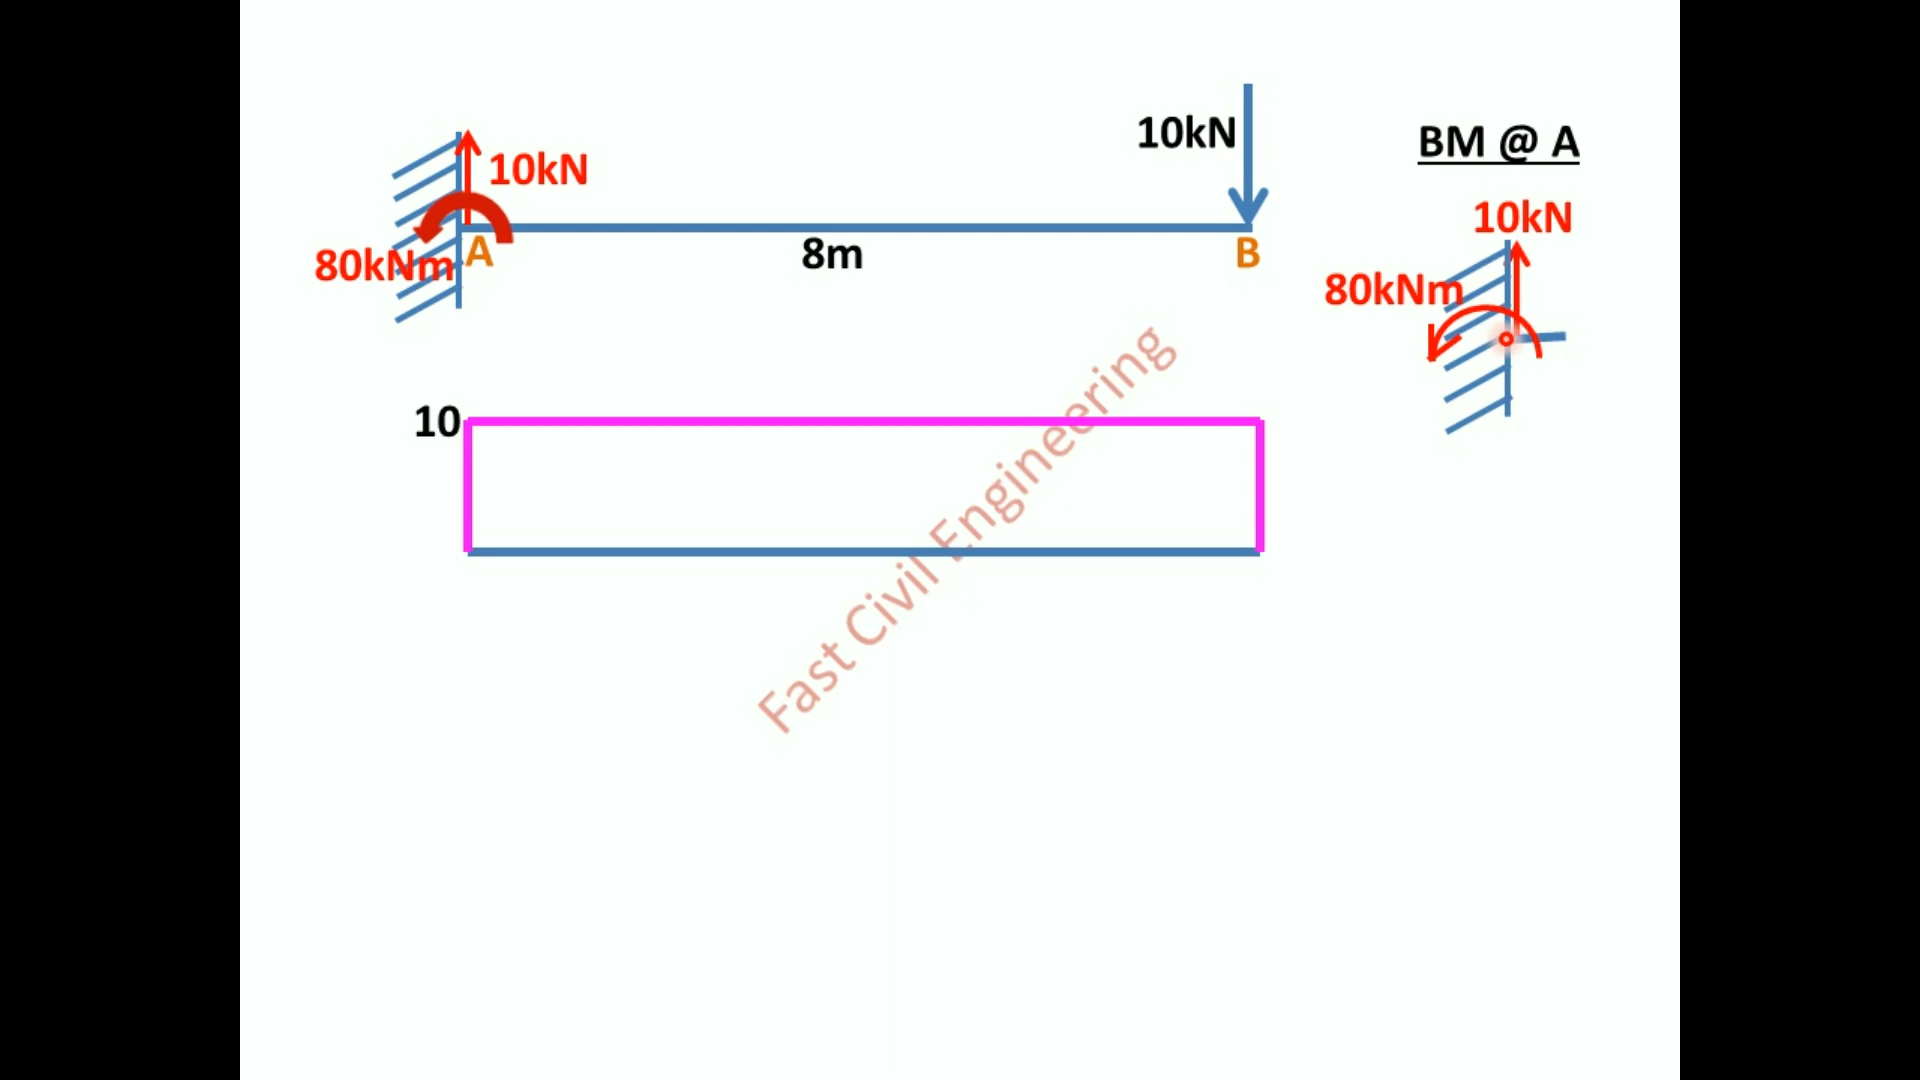 10kN
BM @ A
10kN
10kN
80kNm
A
8m
B
80kNm
10
Fast Civil Engineering